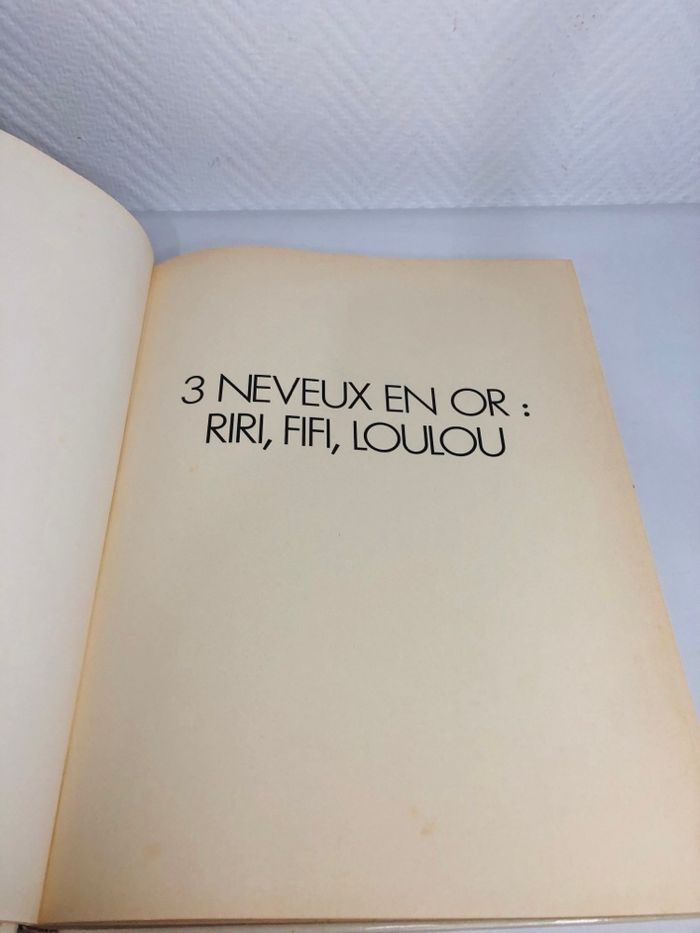 3 NEVEUX EN OR :
RIRI, FIFI, LOULOU